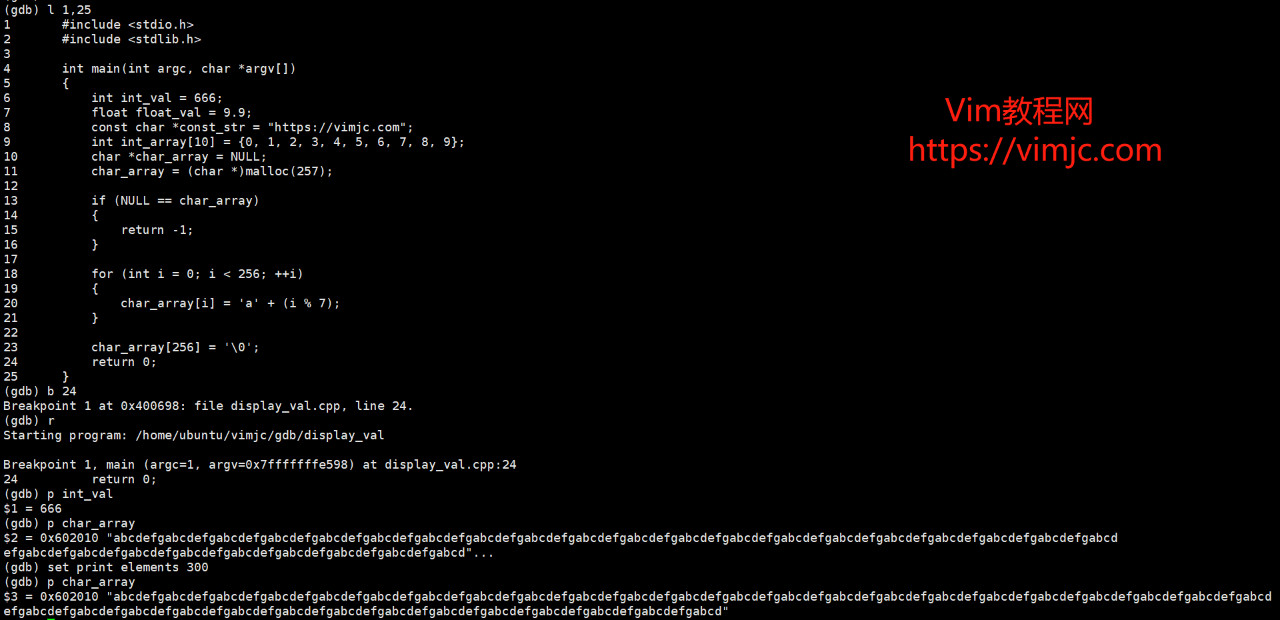 (gdb) l 1,25
1       #include <stdio.h>
2       #include <stdlib.h>
3
4       int main(int argc, char *argv[])
5       {
6           int int_val = 666;
7           float float_val = 9.9;
8           const char *const_str = "https://vimjc.com";
9           int int_array[10] = {0, 1, 2, 3, 4, 5, 6, 7, 8, 9};
10          char *char_array = NULL;
11          char_array = (char *)malloc(257);
12
13          if (NULL == char_array)
14          {
15              return -1;
16          }
17
18          for (int i = 0; i < 256; ++i)
19          {
20              char_array[i] = 'a' + (i % 7);
21          }
22
23          char_array[256] = '\0';
24          return 0;
25      }
Vim教程网
https://vimjc.com
(gdb) b 24
Breakpoint 1 at 0x400698: file display_val.cpp, line 24.
(gdb) r
Starting program: /home/ubuntu/vimjc/gdb/display_val
Breakpoint 1, main (argc=1, argv=0x7fffffffe598) at display_val.cpp:24
24          return 0;
(gdb) p int_val
$1 = 666
(gdb) p char_array
$2 = 0x602010 "abcdefgabcdefgabcdefgabcdefgabcdefgabcdefgabcdefgabcdefgabcdefgabcdefgabcdefgabcdefgabcdefgabcdefgabcdefgabcdefgabcdefgabcdefgabcdefgabcd
efgabcdefgabcdefgabcdefgabcdefgabcdefgabcdefgabcdefgabcdefgabcd"...
(gdb) set print elements 300
(gdb) p char_array
$3 = 0x602010 "abcdefgabcdefgabcdefgabcdefgabcdefgabcdefgabcdefgabcdefgabcdefgabcdefgabcdefgabcdefgabcdefgabcdefgabcdefgabcdefgabcdefgabcdefgabcdefgabcdefgabcdefgabcdefgabcd
efgabcdefgabcdefgabcdefgabcdefgabcdefgabcdefgabcdefgabcdefgabcdefgabcdefgabcdefgabcdefgabcdefgabcd"